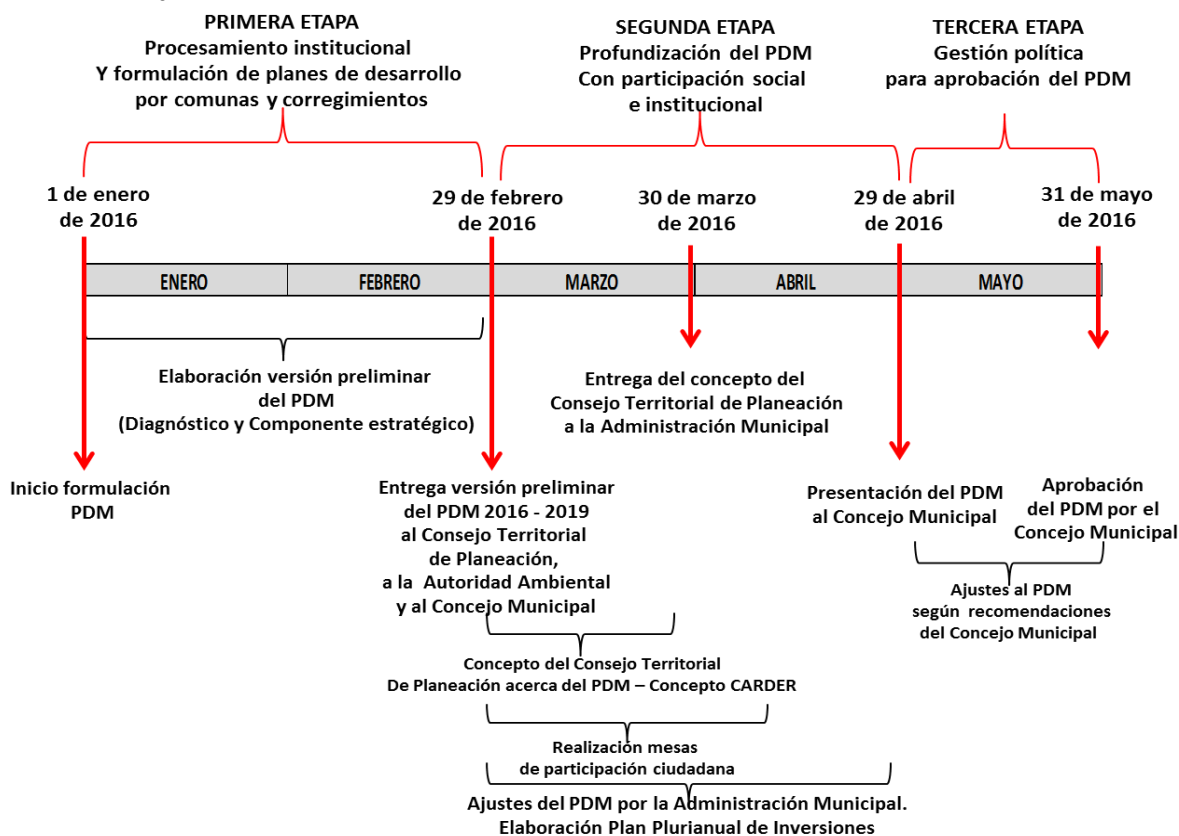 PRIMERA ETAPA
Procesamiento institucional
Y formulación de planes de desarrollo
por comunas y corregimientos
SEGUNDA ETAPA
Profundización del PDM
Con participación social
e institucional
TERCERA ETAPA
Gestión política
para aprobación del PDM
1 de enero
de 2016
29 de febrero
de 2016
30 de marzo
de 2016
29 de abril
de 2016
31 de mayo
de 2016
ENERO
FEBRERO
MARZO
ABRIL
MAYO
Elaboración versión preliminar
del PDM
(Diagnóstico y Componente estratégico)
Entrega del concepto del
Consejo Territorial de Planeación
a la Administración Municipal
Inicio formulación
PDM
Entrega versión preliminar
del PDM 2016 - 2019
al Consejo Territorial
de Planeación,
a la Autoridad Ambiental
y al Concejo Municipal
Presentación del PDM
al Concejo Municipal
Aprobación
del PDM por el
Concejo Municipal
Ajustes al PDM
según recomendaciones
del Concejo Municipal
Concepto del Consejo Territorial
De Planeación acerca del PDM – Concepto CARDER
Realización mesas
de participación ciudadana
Ajustes del PDM por la Administración Municipal.
Elaboración Plan Plurianual de Inversiones